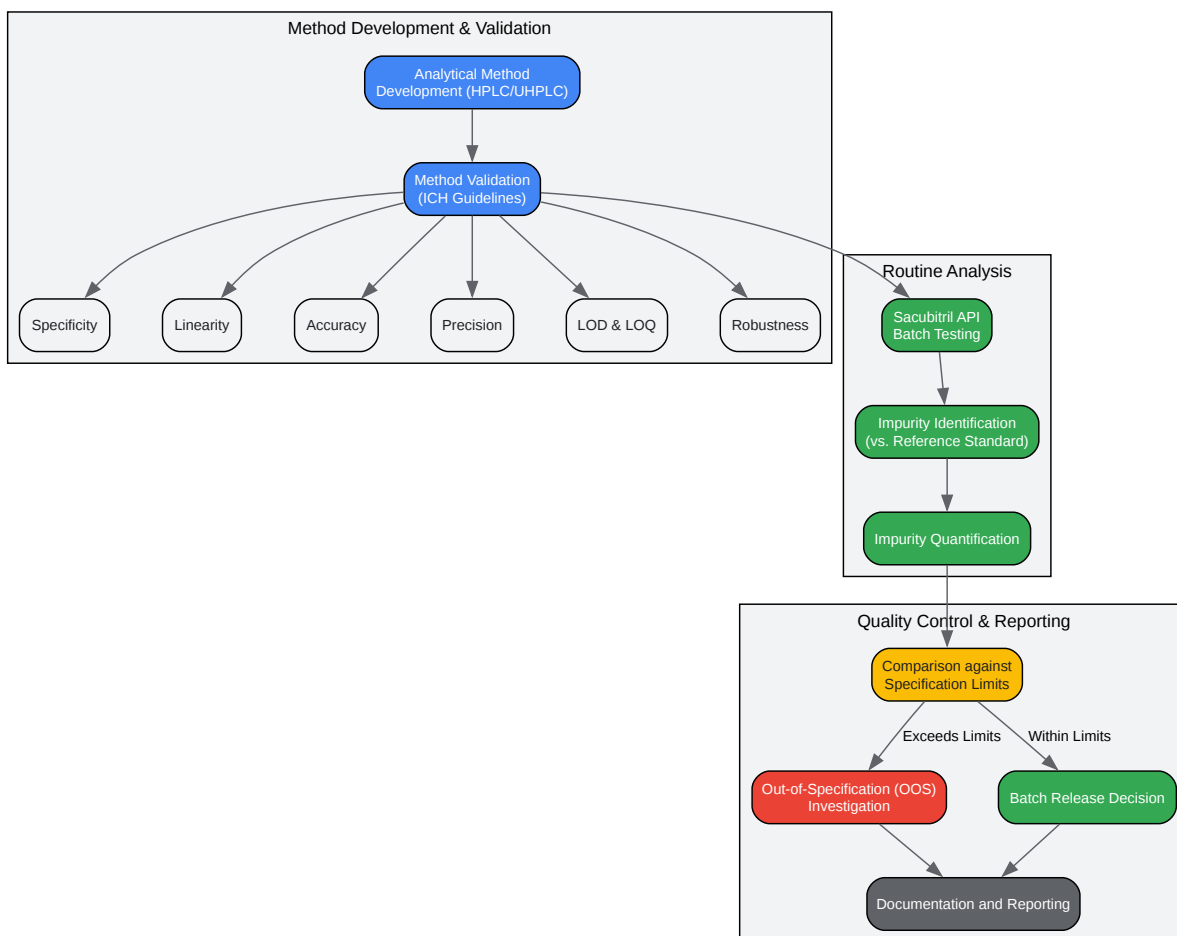 Method Development & Validation
Analytical Method
Development (HPLC/UHPLC)
Method Validation
(ICH Guidelines)
Specificity
Linearity
Accuracy
Precision
LOD & LOQ
Robustness
Routine Analysis
Sacubitril API
Batch Testing
Impurity Identification
(vs. Reference Standard)
Impurity Quantification
Quality Control & Reporting
Comparison against
Specification Limits
Exceeds Limits
Within Limits
Out-of-Specification (OOS)
Investigation
Batch Release Decision
Documentation and Reporting